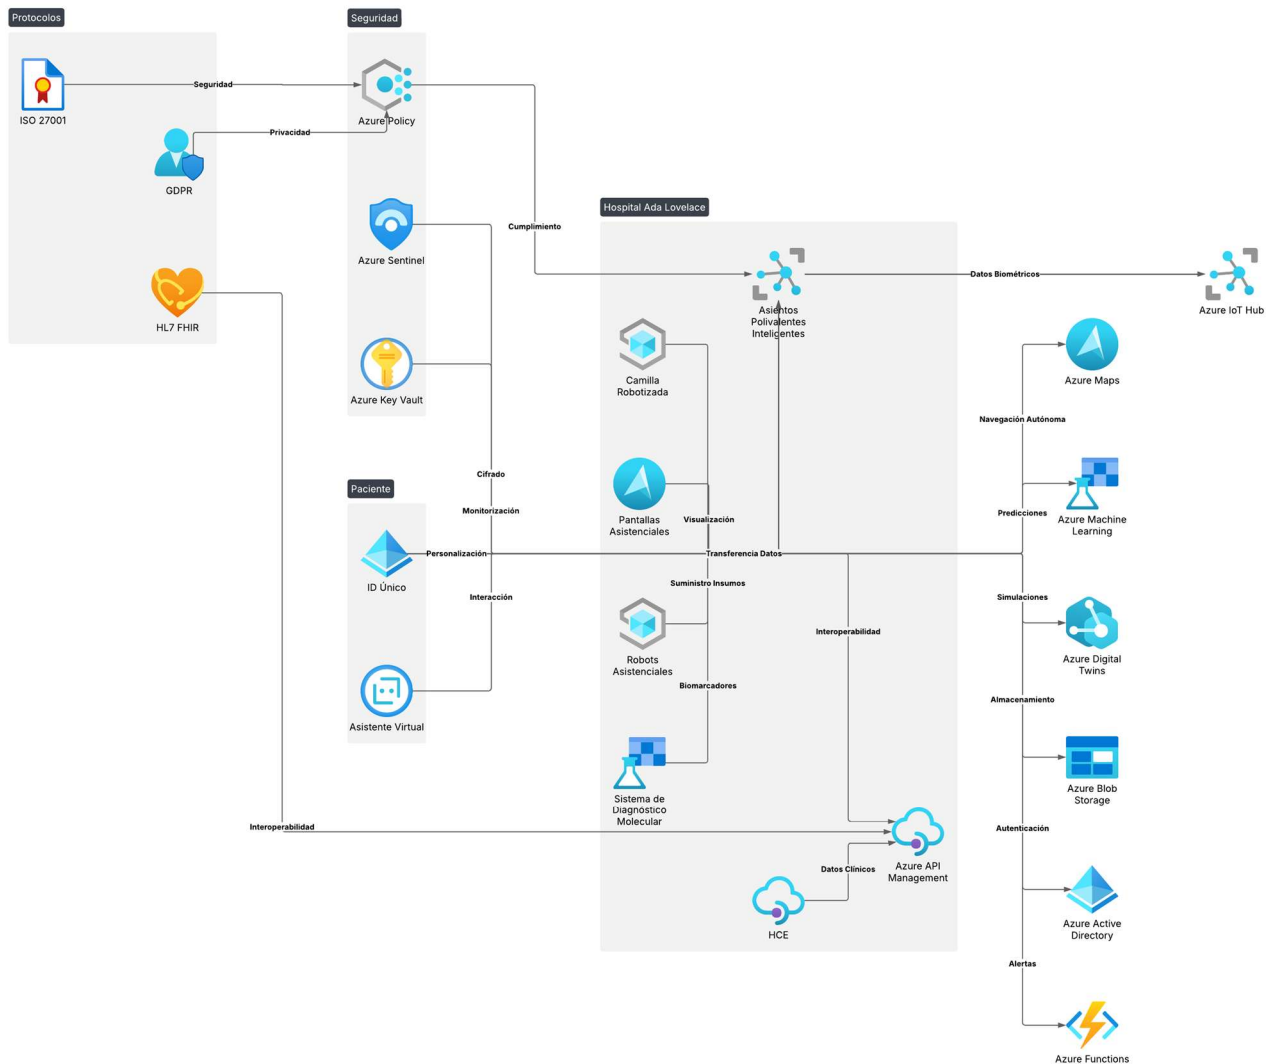 Protocolos
Seguridad
ISO 27001
Seguridad
Azure Policy
Privacidad
GDPR
Azure Sentinel
HL7 FHIR
Azure Key Vault
Hospital Ada Lovelace
Cumplimiento
Asientos
Polivalentes
Inteligentes
Datos Biométricos
Azure IoT Hub
Camilla
Robotizada
Azure Maps
Navegación Autónoma
Cifrado
Paciente
Monitorización
Pantallas
Asistenciales
Visualización
Predicciones
Azure Machine
Learning
Personalización
Transferencia Datos
ID Único
Interacción
Suministro Insumos
Simulaciones
Interoperabilidad
Robots
Asistenciales
Azure Digital
Twins
Biomarcadores
Almacenamiento
Asistente Virtual
Sistema de
Diagnóstico
Molecular
Azure Blob
Storage
Interoperabilidad
Autenticación
Datos Clínicos
Azure API
Management
HCE
Azure Active
Directory
Alertas
Azure Functions